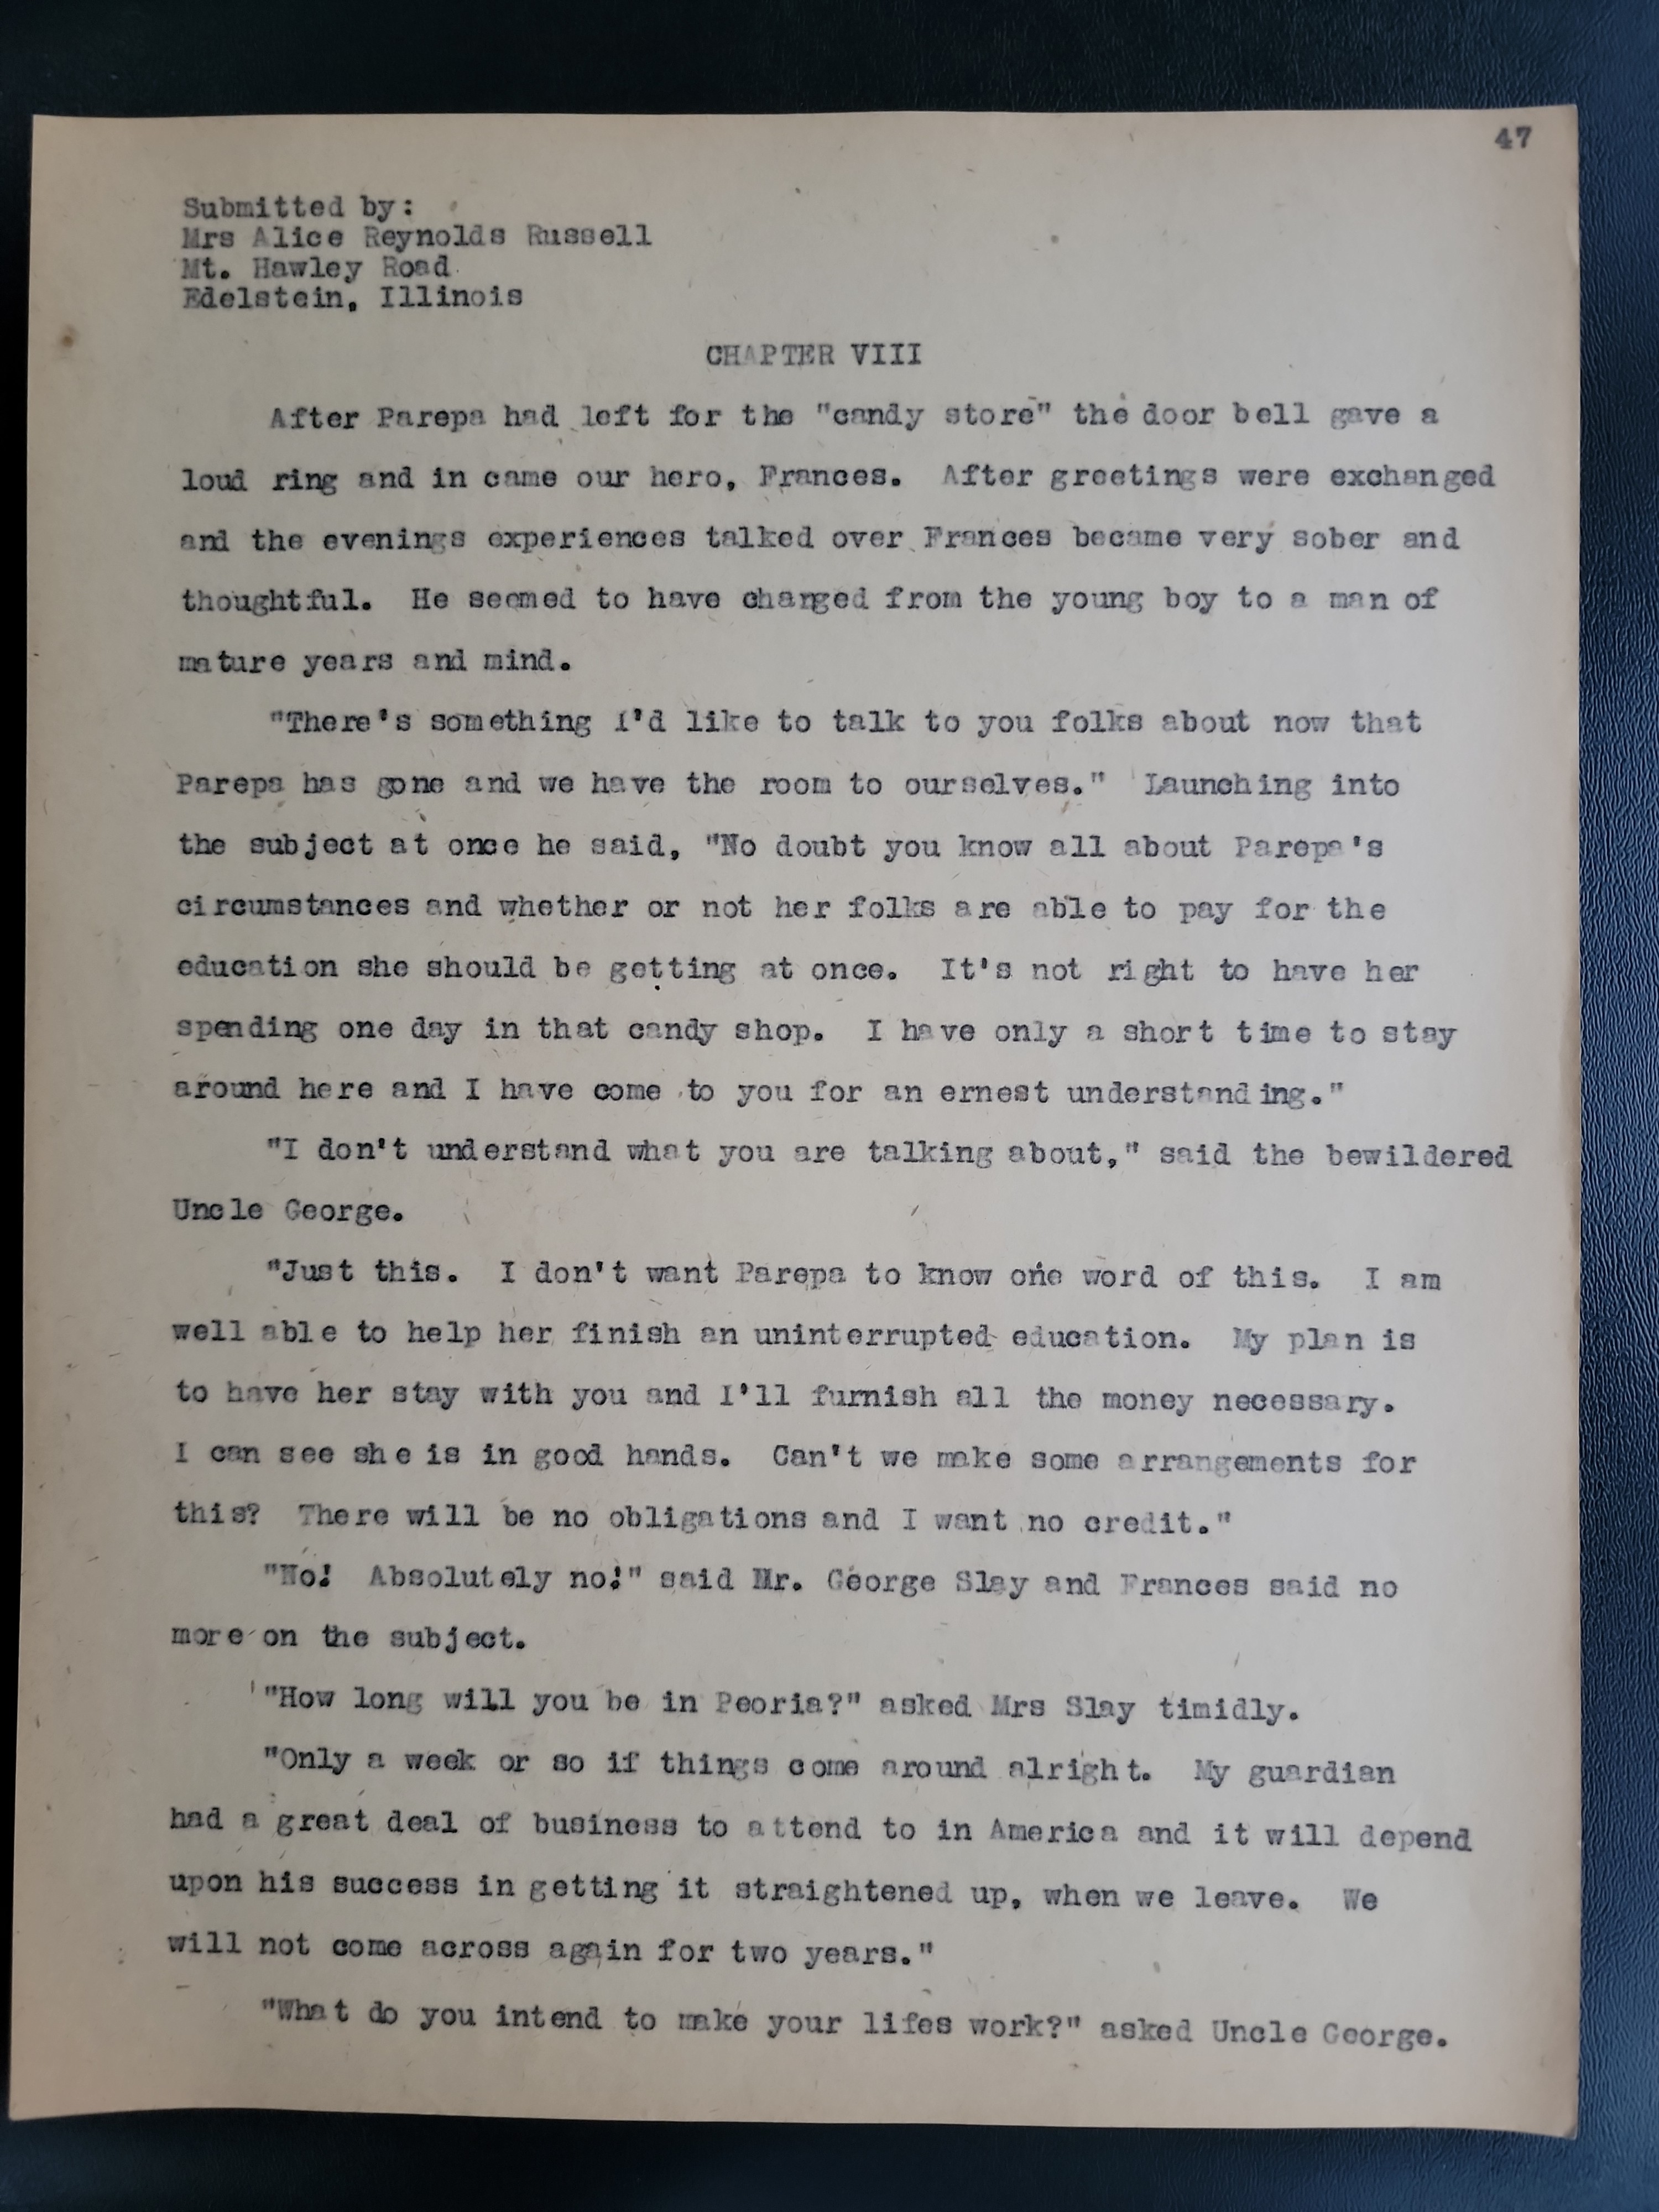 47
Submitted by:
Mrs Alice Reynolds Russell
Mt. Hawley Road
Edelstein, Illinois
CHAPTER VIII
After Parepa had left for the "candy store" the door bell gave a
loud ring and in came our hero, Frances. After greetings were exchanged
and the evenings experiences talked over Frances became very sober and
thoughtful. He seemed to have changed from the young boy to a man of
mature years and mind.
"There's something I'd like to talk to you folks about now that
Parepa has gone and we have the room to ourselves." Launching into
the subject at once he said, "No doubt you know all about Parepa's
circumstances and whether or not her folks are able to pay for the
education she should be getting at once. It's not right to have her
spending one day in that candy shop. I have only a short time to stay
around here and I have come to you for an ernest understanding."
"I don't understand what you are talking about," said the bewildered
Uncle George.
"Just this. I don't want Parepa to know one word of this. I am
well able to help her finish an uninterrupted education. My plan is
to have her stay with you and I'll furnish all the money necessary.
I can see she is in good hands. Can't we make some arrangements for
this? There will be no obligations and I want no credit."
"No! Absolutely no!" said Mr. George Slay and Frances said no
more on the subject.
"How long will you be in Peoria?" asked Mrs Slay timidly.
"Only a week or so if things come around alright. My guardian
had a great deal of business to attend to in America and it will depend
upon his success in getting it straightened up, when we leave. We
will not come across again for two years."
"What do you intend to make your lifes work?" asked Uncle George.